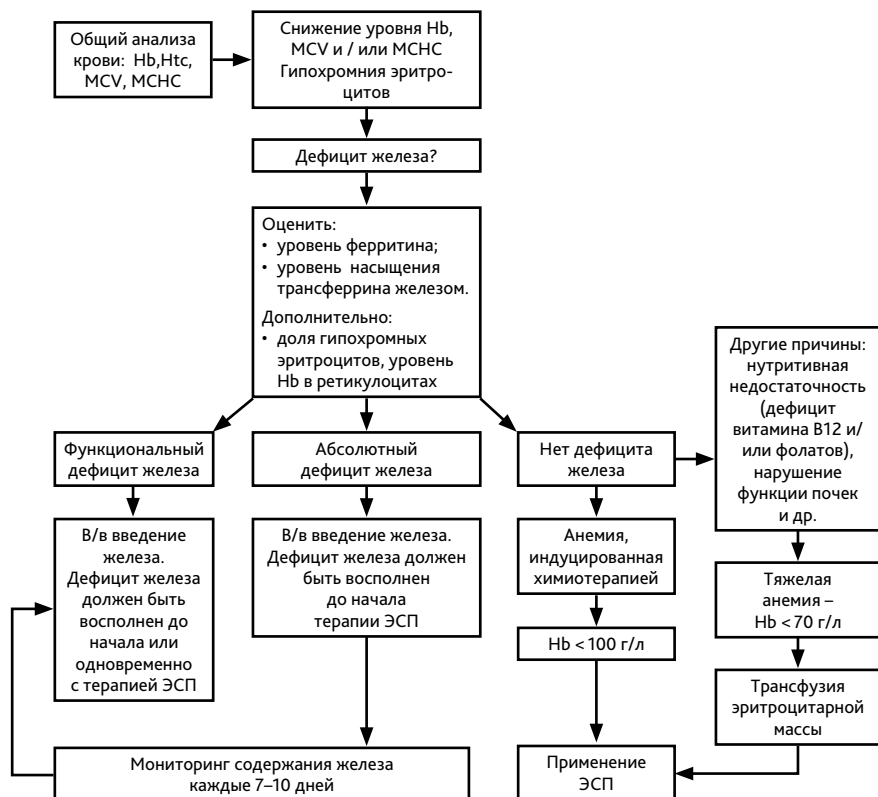 Общий анализа
крови: Hb,Htc,
MCV, MCHC
Снижение уровня Hb,
MCV и / или MCHC
Гипохромния эритро-
цитов
Дефицит железа?
Оценить:
• уровень ферритина;
• уровень насыщения
трансферрина железом.
Дополнительно:
• доля гипохромных
эритроцитов, уровень
Hb в ретикулоцитах
Функциональный
дефицит железа
Абсолютный
дефицит железа
Нет дефицита
железа
Другие причины:
нутритивная
недостаточность
(дефицит
витамина B12 и/
или фолатов),
нарушение
функции почек
и др.
В/в введение
железа.
Дефицит железа
должен быть
восполнен до
начала или
одновременно
с терапией ЭСП
В/в введение железа.
Дефицит железа должен
быть восполнен
до начала
терапии ЭСП
Анемия,
индуцированная
химиотерапией
Hb < 100 г/л
Тяжелая
анемия –
Hb < 70 г/л
Трансфузия
эритроцитарной
массы
Мониторинг содержания железа
каждые 7–10 дней
Применение
ЭСП